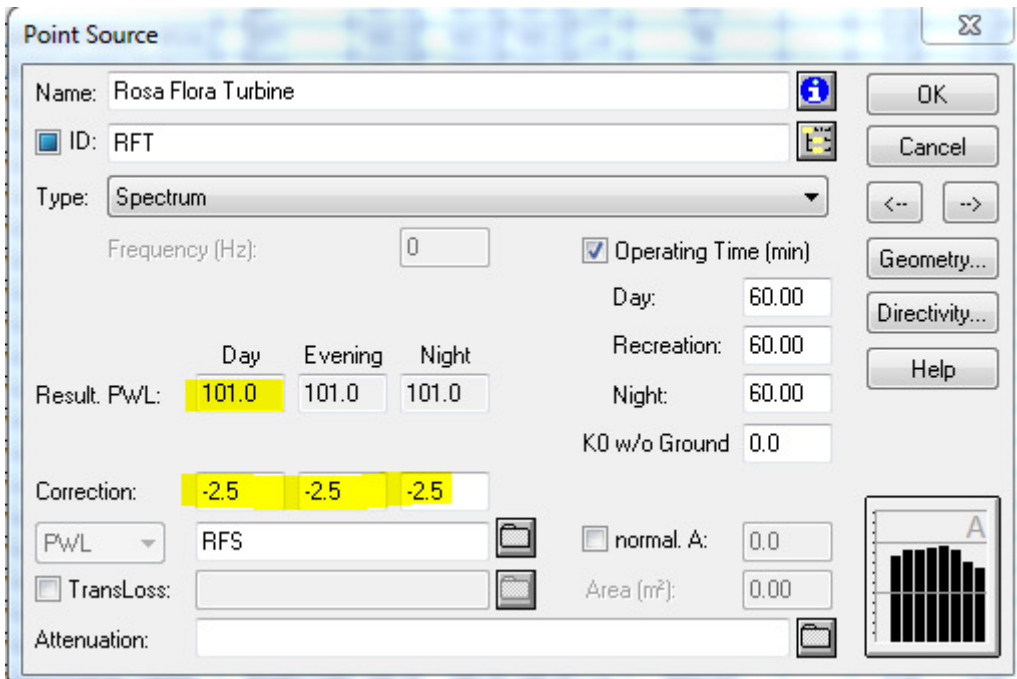 Point Source
Name: Rosa Flora Turbine
OK
ID: RFT
Cancel
Type: Spectrum
<-- -->
Frequency (Hz): 0
Operating Time (min)
Geometry...
Day: 60.00
Directivity...
Day Evening Night
Recreation: 60.00
Help
Result. PWL: 101.0 101.0 101.0
Night: 60.00
K0 w/o Ground 0.0
Correction: -2.5 -2.5 -2.5
PWL RFS
normal. A: 0.0
A
TransLoss:
Area (m²): 0.00
Attenuation: